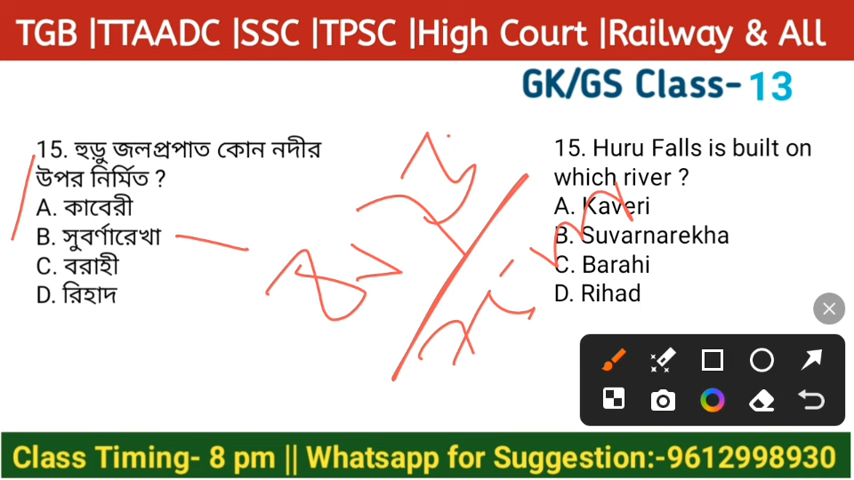 TGB |TTAADC |SSC |TPSC |High Court |Railway & All
GK/GS Class-13
15. হুড়ু জলপ্রপাত কোন নদীর
উপর নির্মিত ?
A. কাবেরী
B. সুবর্ণারেখা
C. বরাহী
D. রিহাদ
15. Huru Falls is built on
which river ?
A. Kaveri
B. Suvarnarekha
C. Barahi
D. Rihad
Class Timing- 8 pm || Whatsapp for Suggestion:-9612998930